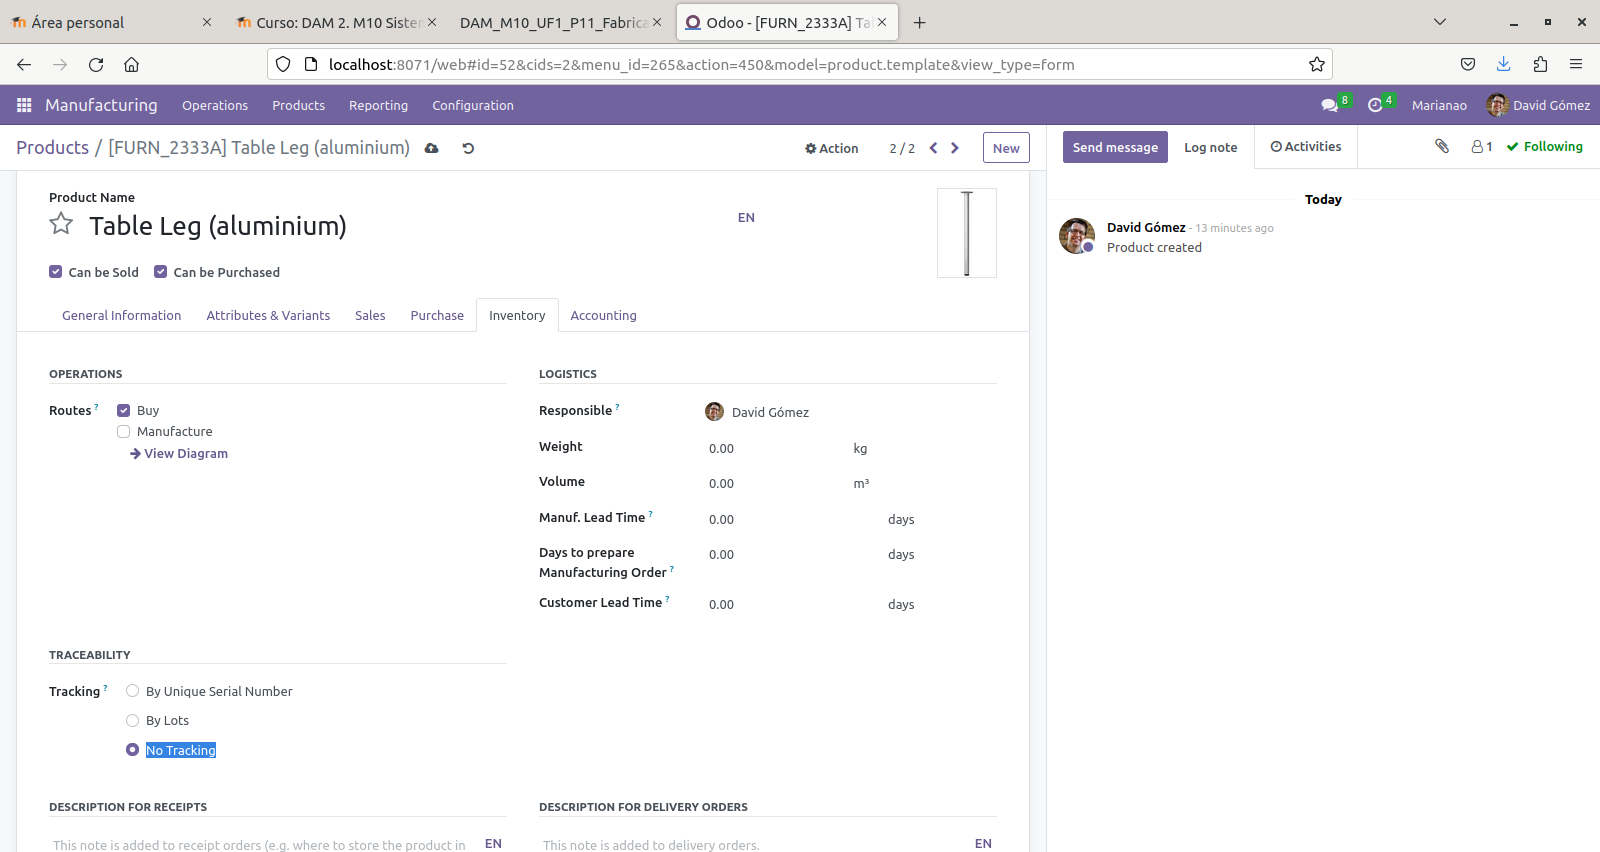 Área personal
Curso: DAM 2. M10 Sister
DAM_M10_UF1_P11_Fabrica
Odoo - [FURN_2333A] Ta
localhost:8071/web#id=52&cids=2&menu_id=265&action=450&model=product.template&view_type=form
Manufacturing
Operations
Products
Reporting
Configuration
8
4
Marianao
David Gómez
Products / [FURN_2333A] Table Leg (aluminium)
Action
2 / 2
New
Send message
Log note
Activities
1
Following
Product Name
Table Leg (aluminium)
EN
Can be Sold
Can be Purchased
General Information
Attributes & Variants
Sales
Purchase
Inventory
Accounting
OPERATIONS
Routes ?
Buy
Manufacture
View Diagram
LOGISTICS
Responsible ?
David Gómez
Weight
0.00
kg
Volume
0.00
m³
Manuf. Lead Time ?
0.00
days
Days to prepare
Manufacturing Order ?
0.00
days
Customer Lead Time ?
0.00
days
TRACEABILITY
Tracking ?
By Unique Serial Number
By Lots
No Tracking
DESCRIPTION FOR RECEIPTS
This note is added to receipt orders (e.g. where to store the product in
EN
DESCRIPTION FOR DELIVERY ORDERS
This note is added to delivery orders.
EN
Today
David Gómez - 13 minutes ago
Product created